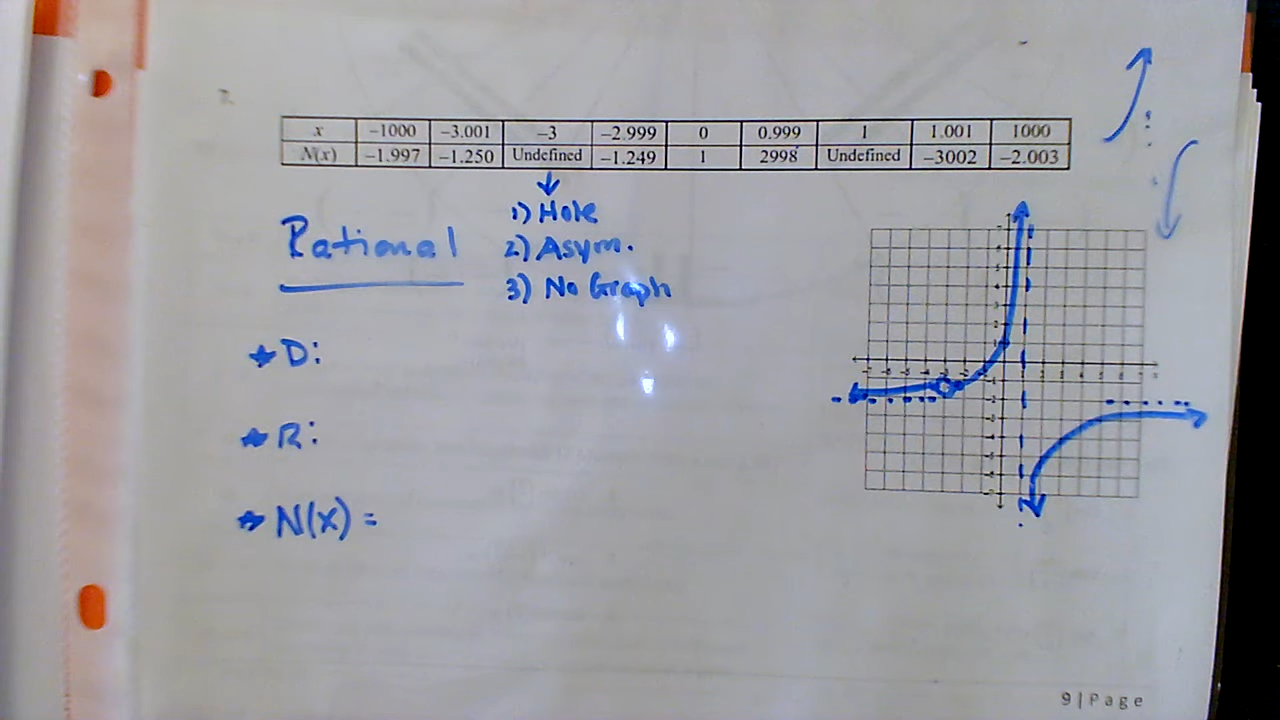 x −1000 −3.001 −3 −2.999 0 0.999 1 1.001 1000
N(x) −1.997 −1.250 Undefined −1.249 1 2998 Undefined −3002 −2.003
1) Hole
Rational 2) Asym.
3) No Graph
D:
R:
N(x) =
9 | Page